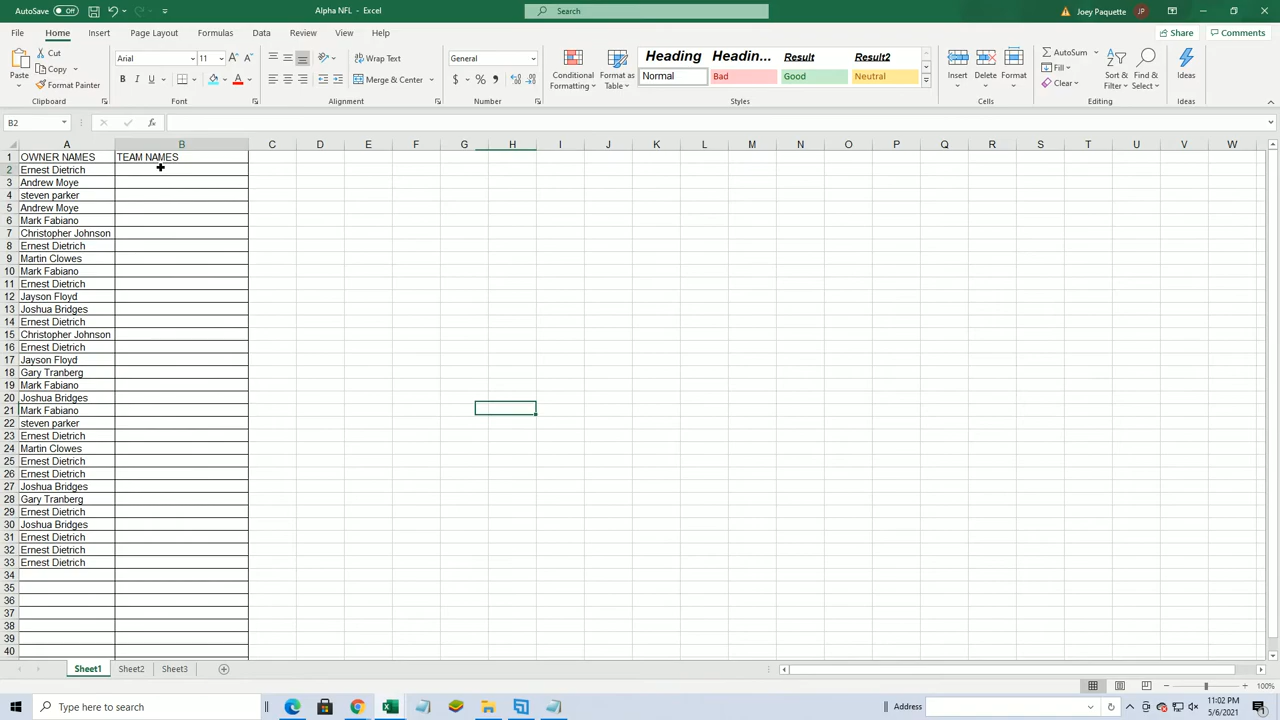 AutoSave Off
Alpha NFL - Excel
Search
Joey Paquette JP
File Home Insert Page Layout Formulas Data Review View Help
Share Comments
Paste Cut Copy Format Painter
Arial 11 A A
B I U A
Wrap Text
Merge & Center
General
$ %
Conditional Formatting
Format as Table
Heading Headin... Result Result2
Normal Bad Good Neutral
Insert Delete Format
AutoSum Fill Clear
Sort & Filter
Find & Select
Ideas
Clipboard Font Alignment Number Styles Cells Editing Ideas
B2 fx
A B C D E F G H I J K L M N O P Q R S T U V W
1 OWNER NAMES TEAM NAMES
2 Ernest Dietrich
3 Andrew Moye
4 steven parker
5 Andrew Moye
6 Mark Fabiano
7 Christopher Johnson
8 Ernest Dietrich
9 Martin Clowes
10 Mark Fabiano
11 Ernest Dietrich
12 Jayson Floyd
13 Joshua Bridges
14 Ernest Dietrich
15 Christopher Johnson
16 Ernest Dietrich
17 Jayson Floyd
18 Gary Tranberg
19 Mark Fabiano
20 Joshua Bridges
21 Mark Fabiano
22 steven parker
23 Ernest Dietrich
24 Martin Clowes
25 Ernest Dietrich
26 Ernest Dietrich
27 Joshua Bridges
28 Gary Tranberg
29 Ernest Dietrich
30 Joshua Bridges
31 Ernest Dietrich
32 Ernest Dietrich
33 Ernest Dietrich
34
35
36
37
38
39
40
Sheet1 Sheet2 Sheet3
100%
Type here to search
Address
11:02 PM
5/6/2021